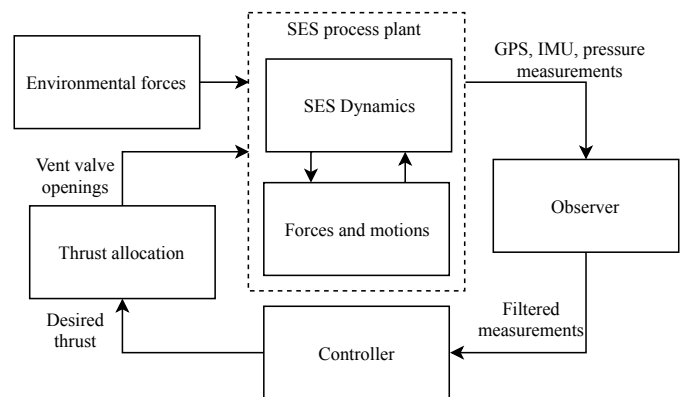 SES process plant
GPS, IMU, pressure
measurements
Environmental forces
SES Dynamics
Vent valve
openings
Forces and motions
Observer
Thrust allocation
Desired
thrust
Filtered
measurements
Controller